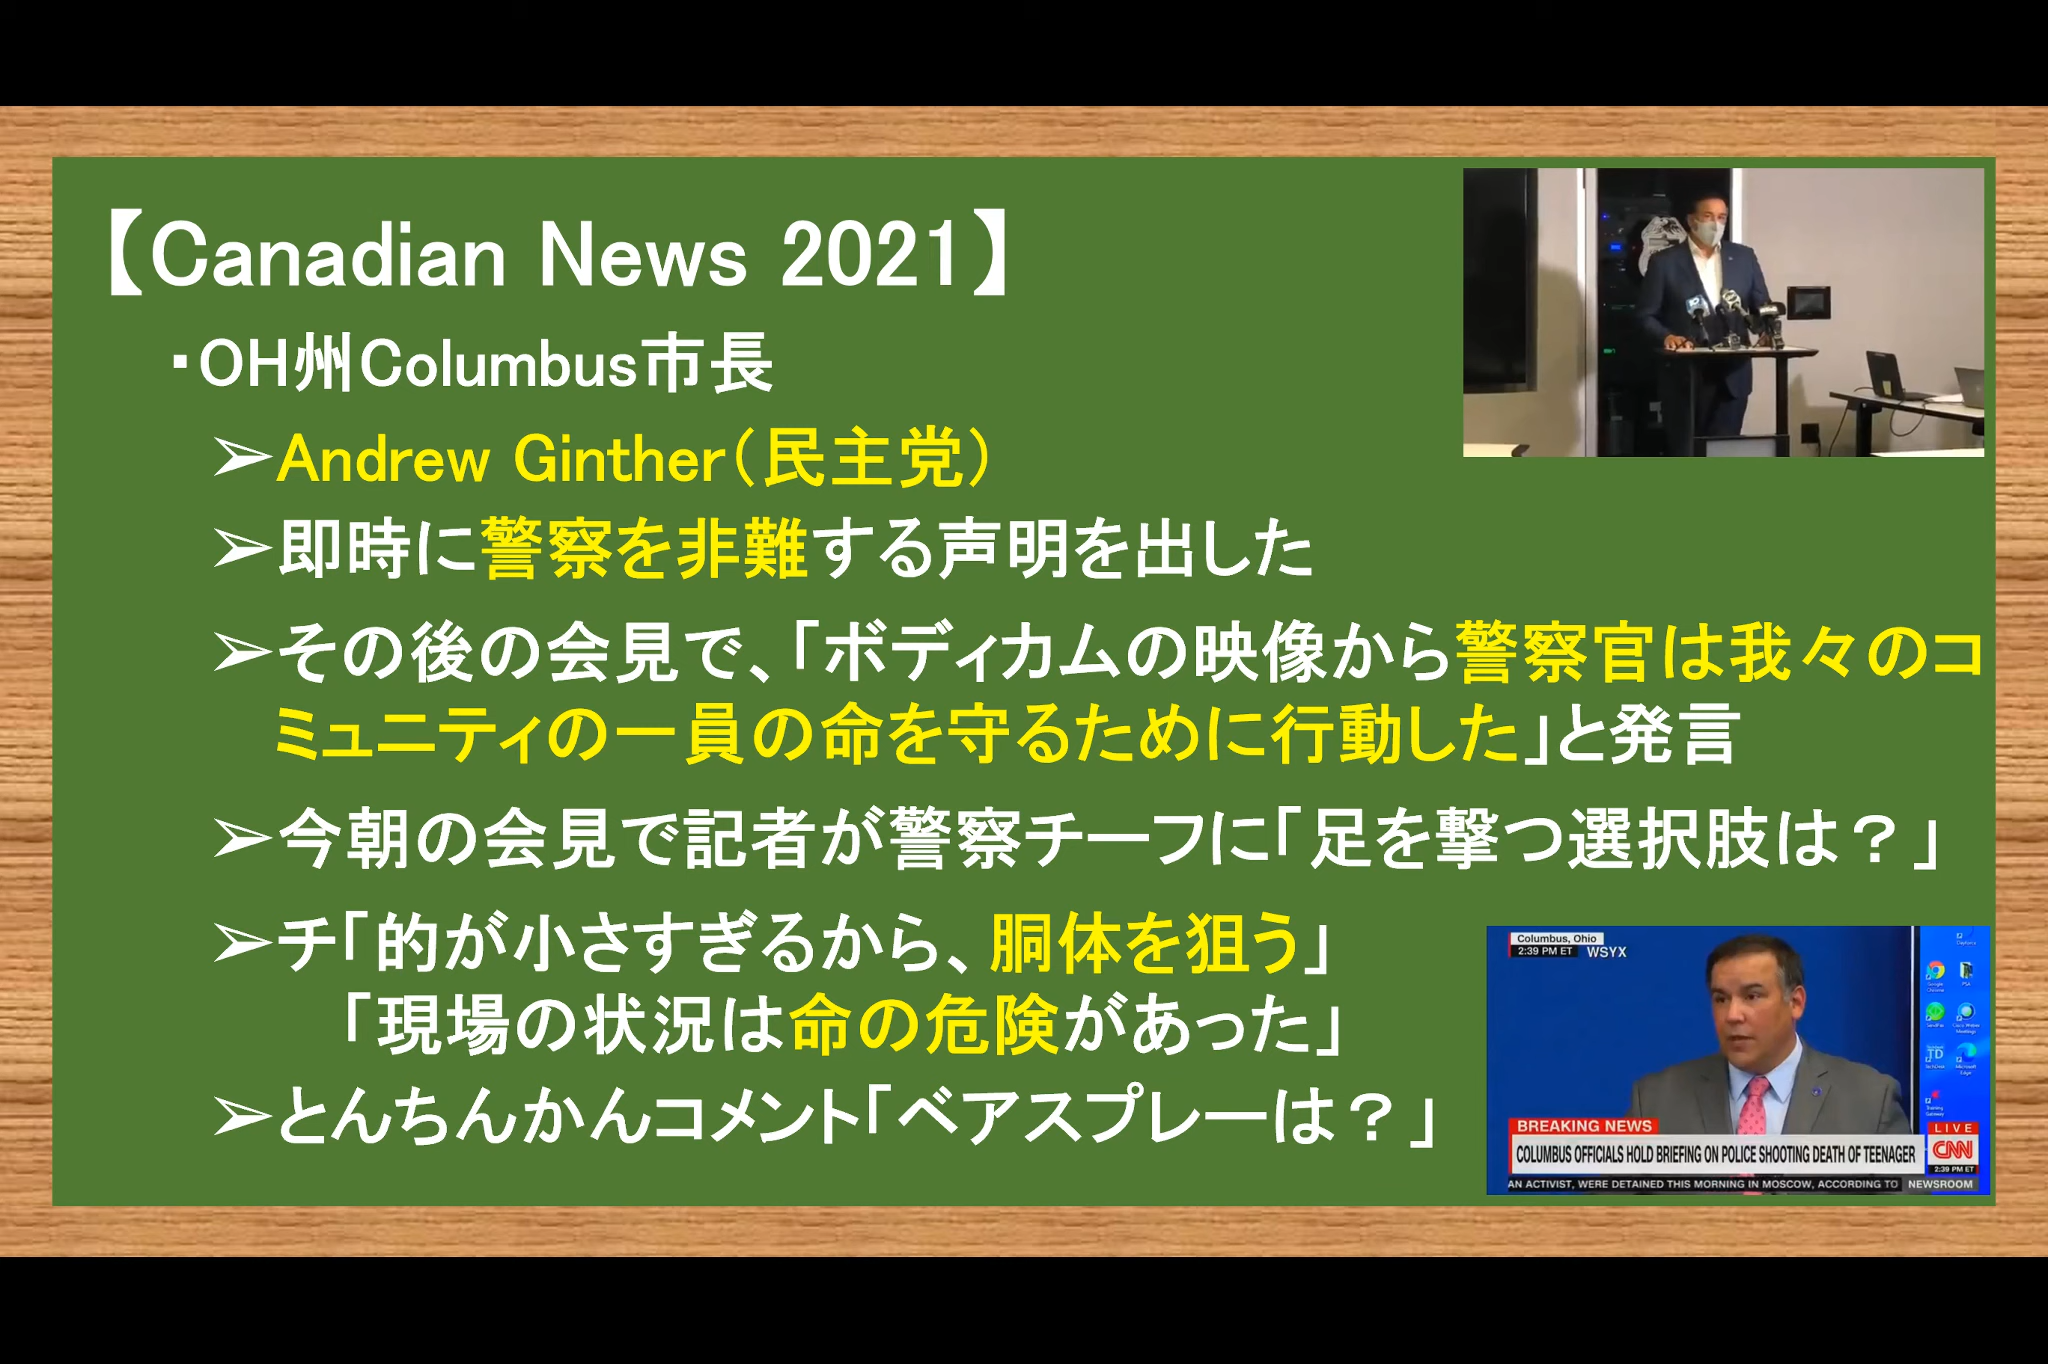 【Canadian News 2021】
・OH州Columbus市長
➢Andrew Ginther（民主党）
➢即時に警察を非難する声明を出した
➢その後の会見で、「ボディカムの映像から警察官は我々のコ
ミュニティの一員の命を守るために行動した」と発言
➢今朝の会見で記者が警察チーフに「足を撃つ選択肢は？」
➢チ「的が小さすぎるから、胴体を狙う」
「現場の状況は命の危険があった」
➢とんちんかんコメント「ベアスプレーは？」
Columbus, Ohio
2:39 PM ET WSYX
BREAKING NEWS
COLUMBUS OFFICIALS HOLD BRIEFING ON POLICE SHOOTING DEATH OF TEENAGER
AN ACTIVIST, WERE DETAINED THIS MORNING IN MOSCOW, ACCORDING TO
LIVE
CNN
2:39 PM ET
NEWSROOM